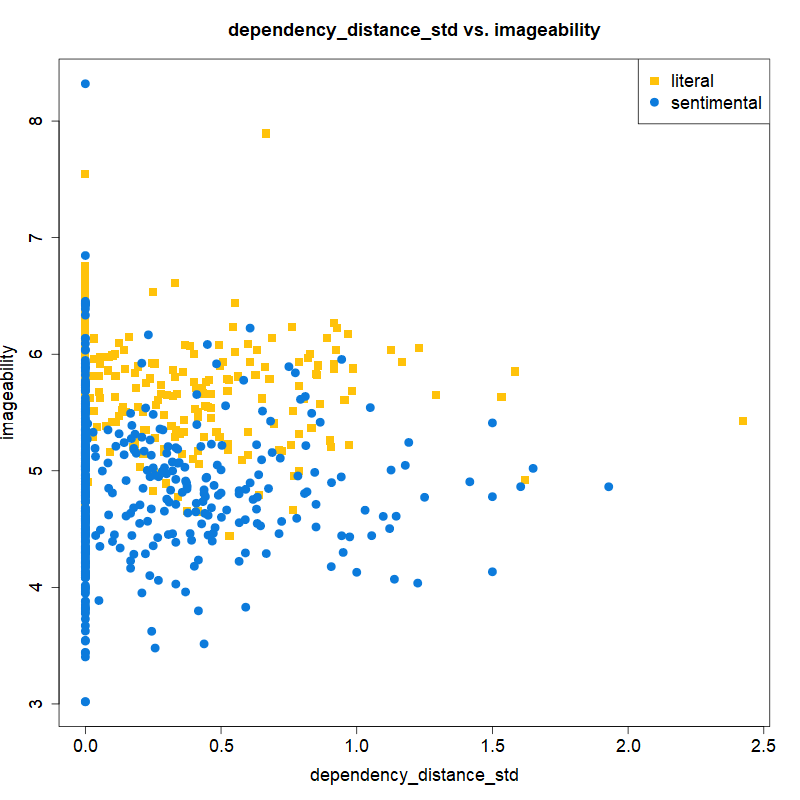 dependency_distance_std vs. imageability
literal
sentimental
8
7
6
5
4
3
imageability
0.0 0.5 1.0 1.5 2.0 2.5
dependency_distance_std